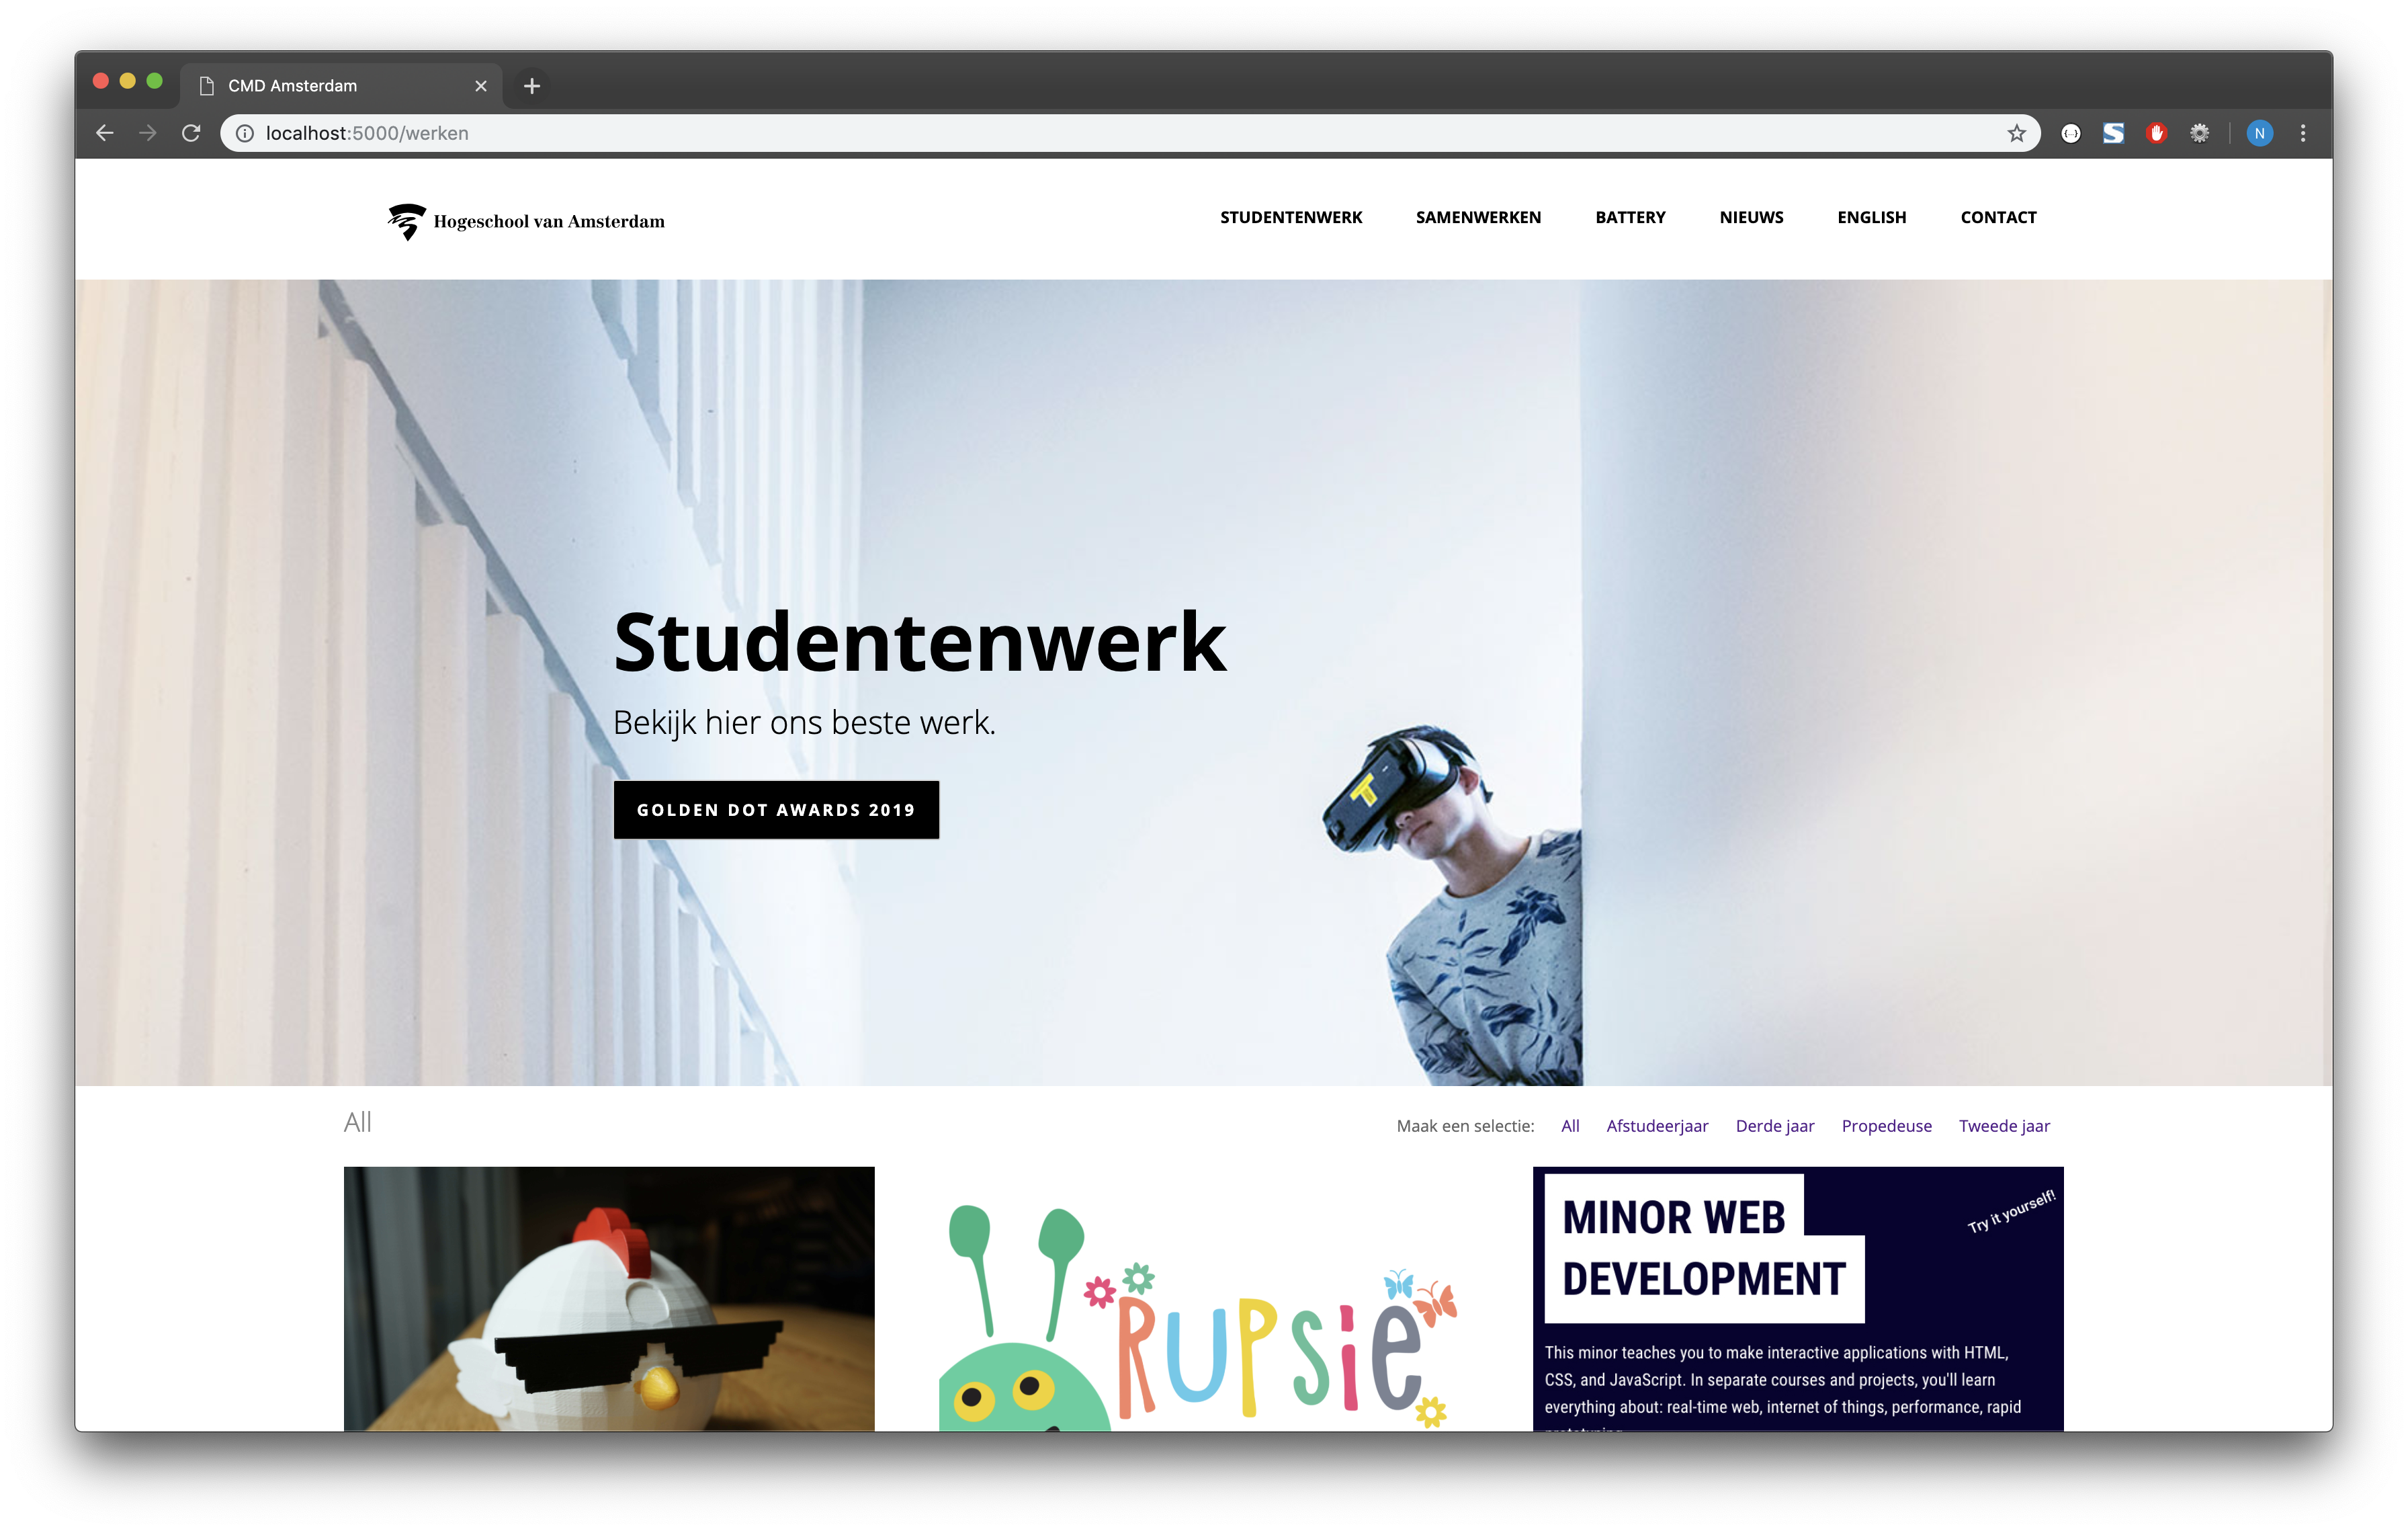 CMD Amsterdam
localhost:5000/werken
N
Hogeschool van Amsterdam
STUDENTENWERK SAMENWERKEN BATTERY NIEUWS ENGLISH CONTACT
Studentenwerk
Bekijk hier ons beste werk.
GOLDEN DOT AWARDS 2019
All
Maak een selectie: All Afstudeerjaar Derde jaar Propedeuse Tweede jaar
RUPSie
MINOR WEB
DEVELOPMENT
Try it yourself!
This minor teaches you to make interactive applications with HTML,
CSS, and JavaScript. In separate courses and projects, you'll learn
everything about: real-time web, internet of things, performance, rapid